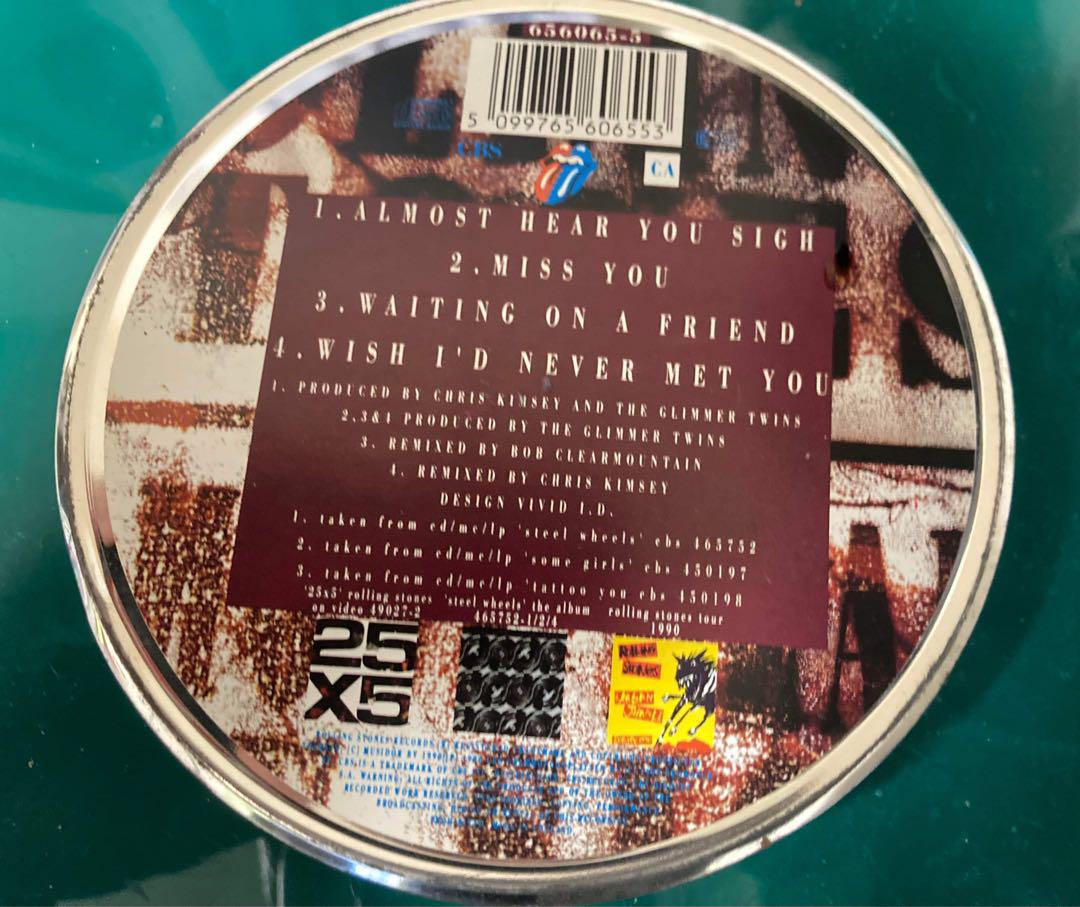 656065-5
5 099765 606553
CBS
CA
1.ALMOST HEAR YOU SIGH
2.MISS YOU
3.WAITING ON A FRIEND
4.WISH I'D NEVER MET YOU
1. PRODUCED BY CHRIS KIMSEY AND THE GLIMMER TWINS
2,3&4 PRODUCED BY THE GLIMMER TWINS
3. REMIXED BY BOB CLEARMOUNTAIN
4. REMIXED BY CHRIS KIMSEY
DESIGN VIVID I.D.
1. taken from cd/mc/lp 'steel wheels' cbs 465752
2. taken from cd/mc/lp 'some girls' cbs 450197
3. taken from cd/mc/lp 'tattoo you cbs 450198
'25x5' rolling stones 'steel wheels' the album rolling stones tour
on video 49027-2 465752-1/2/4 1990
25
X5
ROLLING
STONES
URBAN
JUNGLE